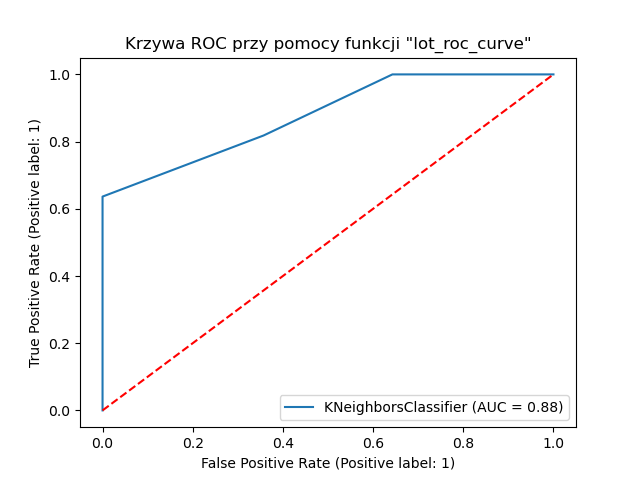 Krzywa ROC przy pomocy funkcji "lot_roc_curve"
True Positive Rate (Positive label: 1)
1.0
0.8
0.6
0.4
0.2
0.0
KNeighborsClassifier (AUC = 0.88)
0.0 0.2 0.4 0.6 0.8 1.0
False Positive Rate (Positive label: 1)